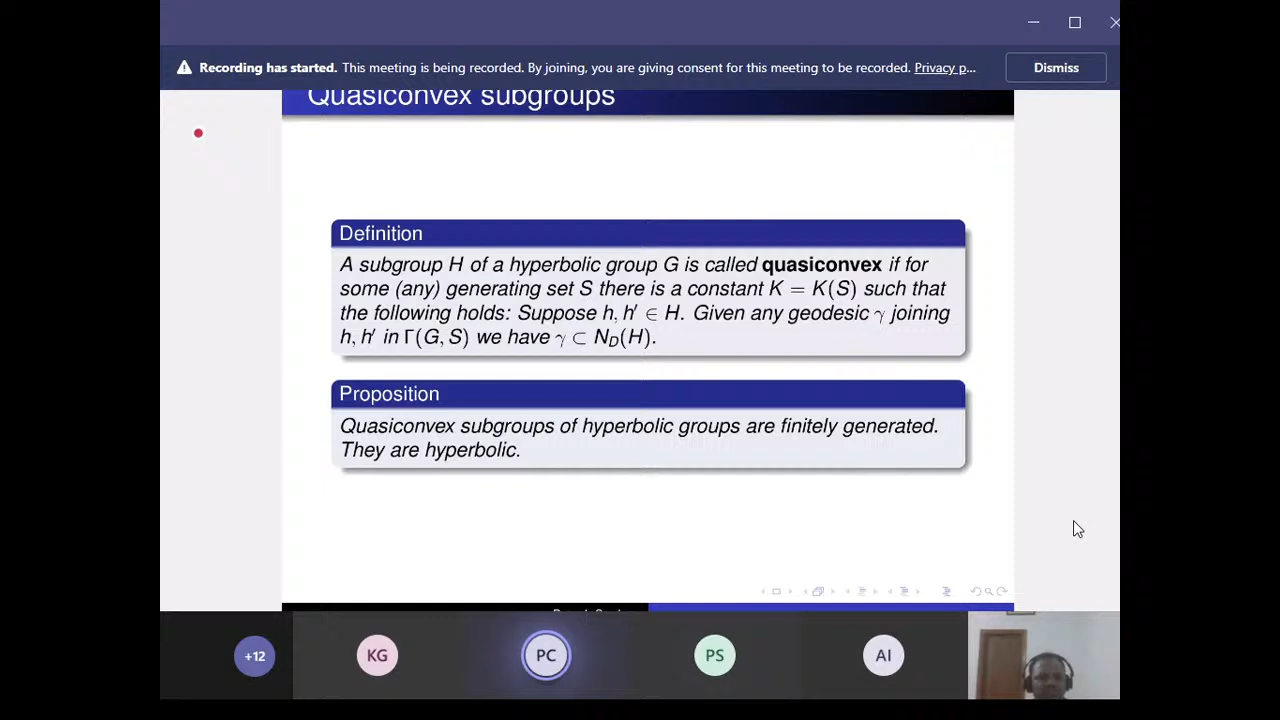 Recording has started. This meeting is being recorded. By joining, you are giving consent for this meeting to be recorded. Privacy p...
Dismiss
Quasiconvex subgroups
Definition
A subgroup H of a hyperbolic group G is called quasiconvex if for
some (any) generating set S there is a constant K = K(S) such that
the following holds: Suppose h, h′ ∈ H. Given any geodesic γ joining
h, h′ in Γ(G, S) we have γ ⊂ N_D(H).
Proposition
Quasiconvex subgroups of hyperbolic groups are finitely generated.
They are hyperbolic.
+12
KG
PC
PS
AI